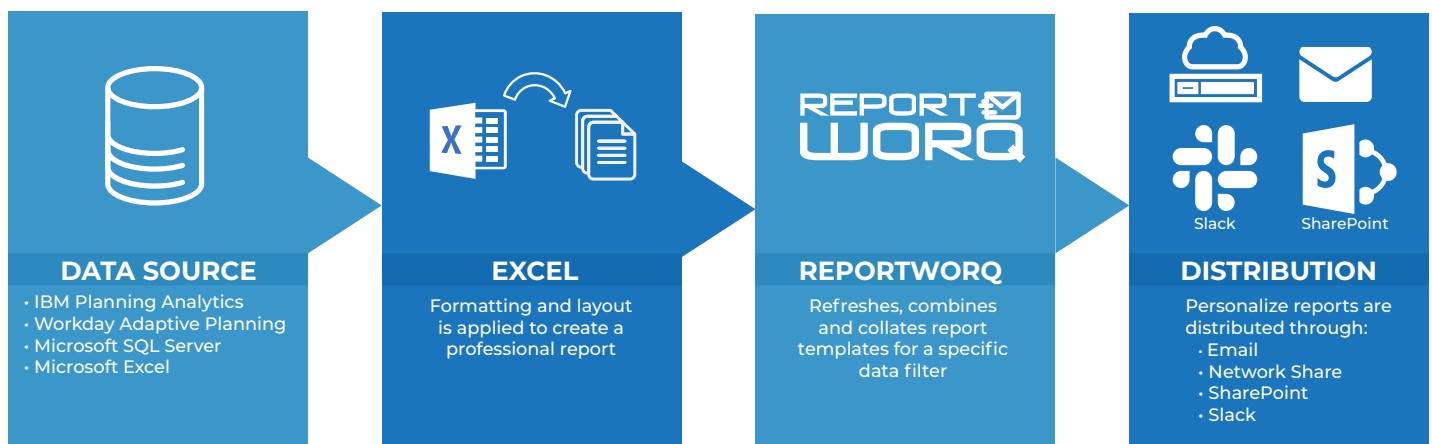 DATA SOURCE
• IBM Planning Analytics
• Workday Adaptive Planning
• Microsoft SQL Server
• Microsoft Excel
X
EXCEL
Formatting and layout
is applied to create a
professional report
REPORT
WORQ
REPORTWORQ
Refreshes, combines
and collates report
templates for a specific
data filter
S
Slack
SharePoint
DISTRIBUTION
Personalize reports are
distributed through:
• Email
• Network Share
• SharePoint
• Slack